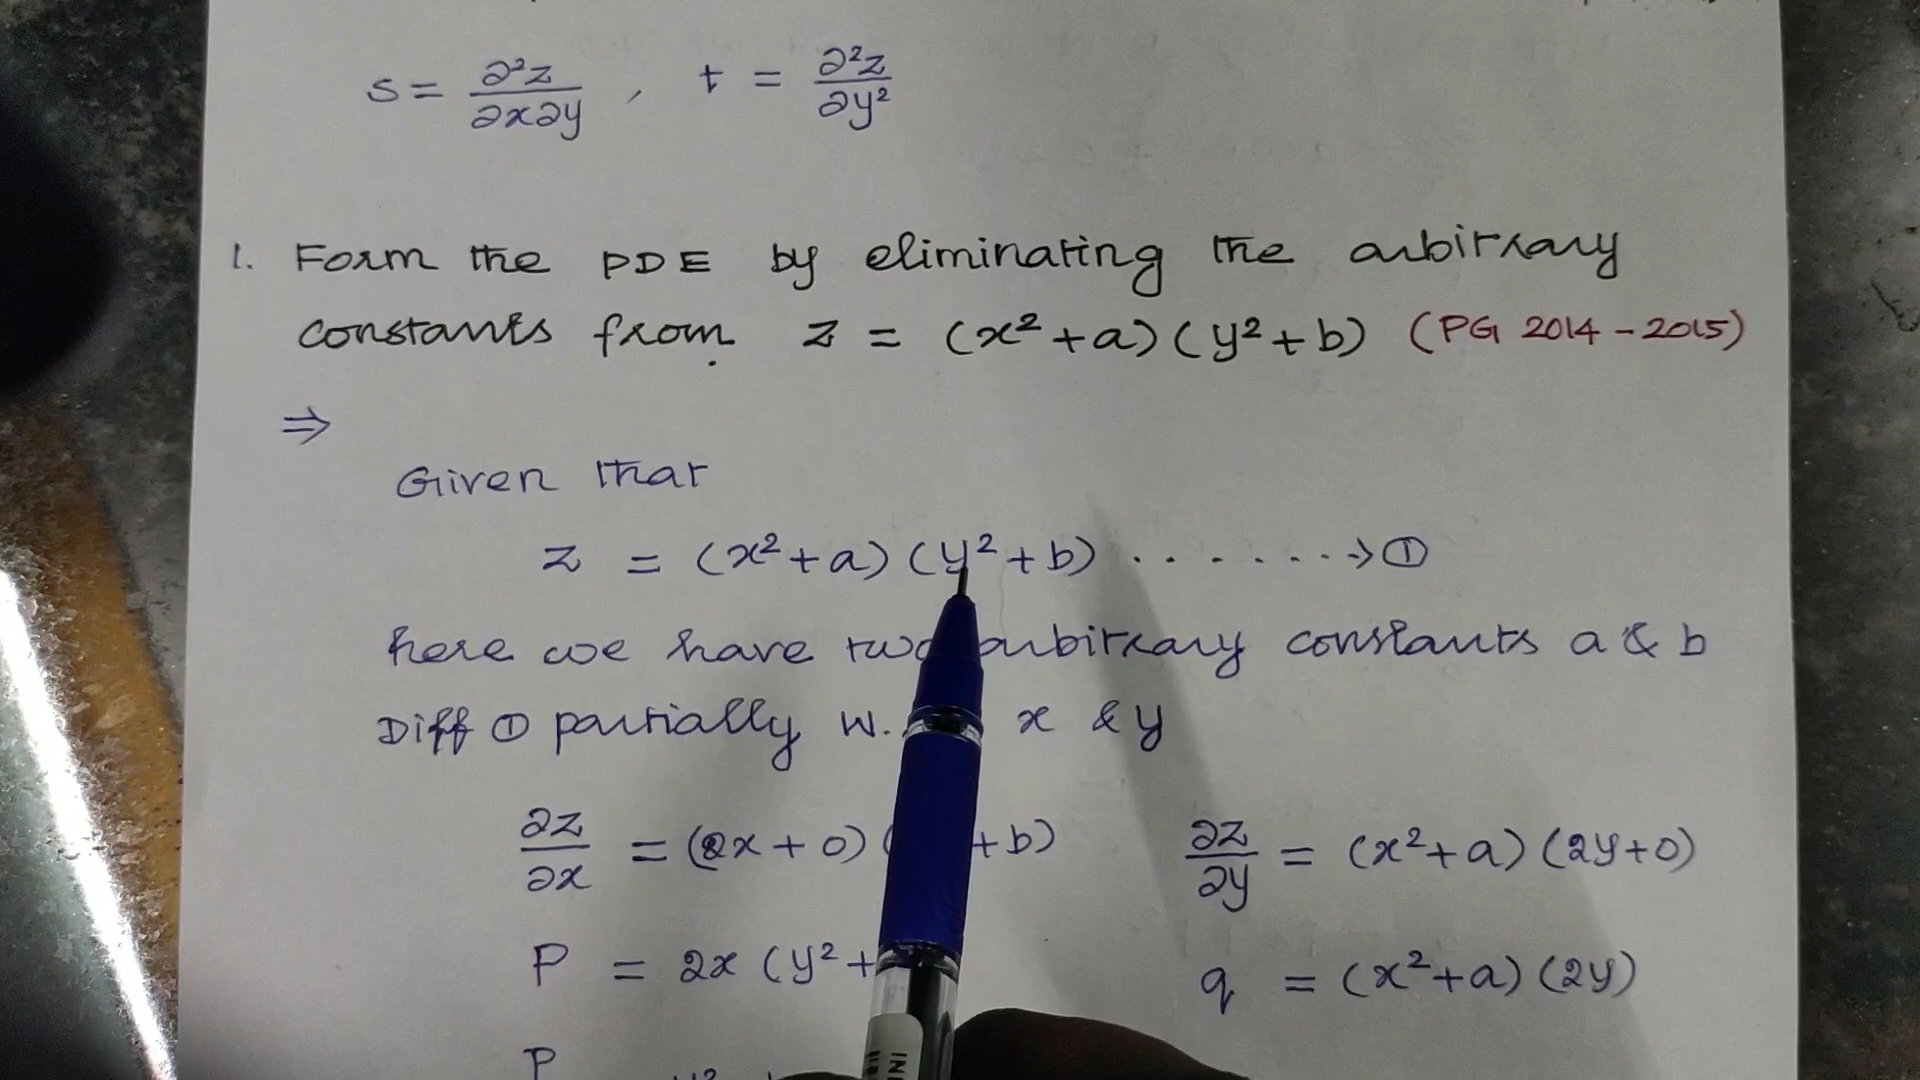 s = ∂²z/∂x∂y , t = ∂²z/∂y²
1. Form the PDE by eliminating the arbitrary
constants from z = (x²+a)(y²+b) (PG 2014-2015)
⇒
Given that
z = (x²+a)(y²+b) .......→①
here we have two arbitrary constants a & b
Diff ① partially w. x & y
∂z/∂x = (2x+0)( +b) ∂z/∂y = (x²+a)(2y+0)
P = 2x(y²+ q = (x²+a)(2y)
P